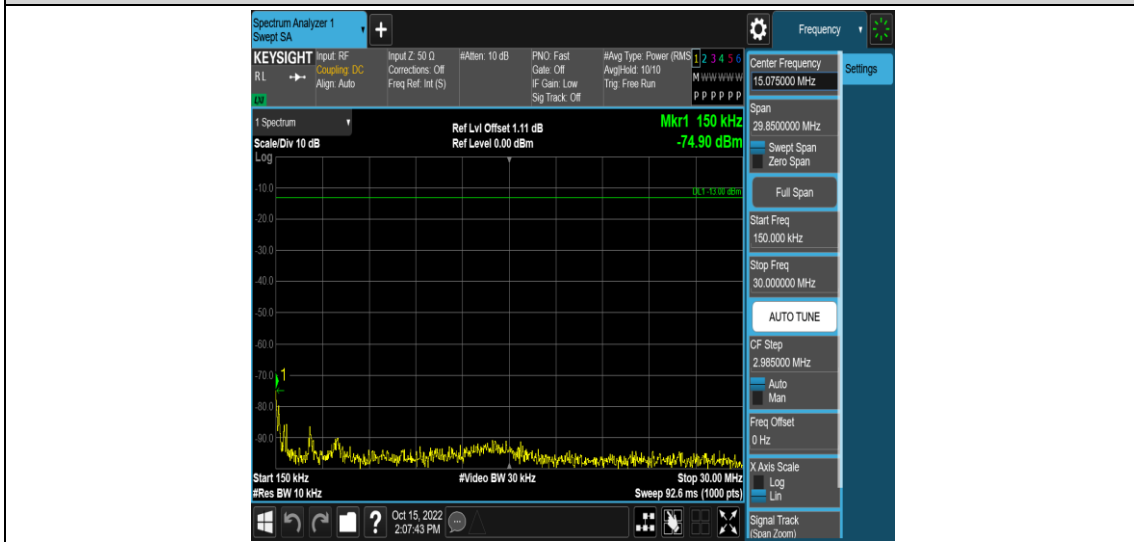 Spectrum Analyzer 1
Swept SA
+
Frequency
KEYSIGHT
RL
LXI
Input: RF
Coupling: DC
Align: Auto
Input Z: 50 Ω
Corrections: Off
Freq Ref: Int (S)
#Atten: 10 dB
PNO: Fast
Gate: Off
IF Gain: Low
Sig Track: Off
#Avg Type: Power (RMS
Avg|Hold: 10/10
Trig: Free Run
1 2 3 4 5 6
M W W W W W
P P P P P P
1 Spectrum
Scale/Div 10 dB
Log
Ref Lvl Offset 1.11 dB
Ref Level 0.00 dBm
Mkr1 150 kHz
-74.90 dBm
DL1 -13.00 dBm
-10.0
-20.0
-30.0
-40.0
-50.0
-60.0
-70.0
1
-80.0
-90.0
Start 150 kHz
#Video BW 30 kHz
Stop 30.00 MHz
#Res BW 10 kHz
Sweep 92.6 ms (1000 pts)
?
Oct 15, 2022
2:07:43 PM
Center Frequency
15.075000 MHz
Settings
Span
29.8500000 MHz
Swept Span
Zero Span
Full Span
Start Freq
150.000 kHz
Stop Freq
30.000000 MHz
AUTO TUNE
CF Step
2.985000 MHz
Auto
Man
Freq Offset
0 Hz
X Axis Scale
Log
Lin
Signal Track
(Span Zoom)